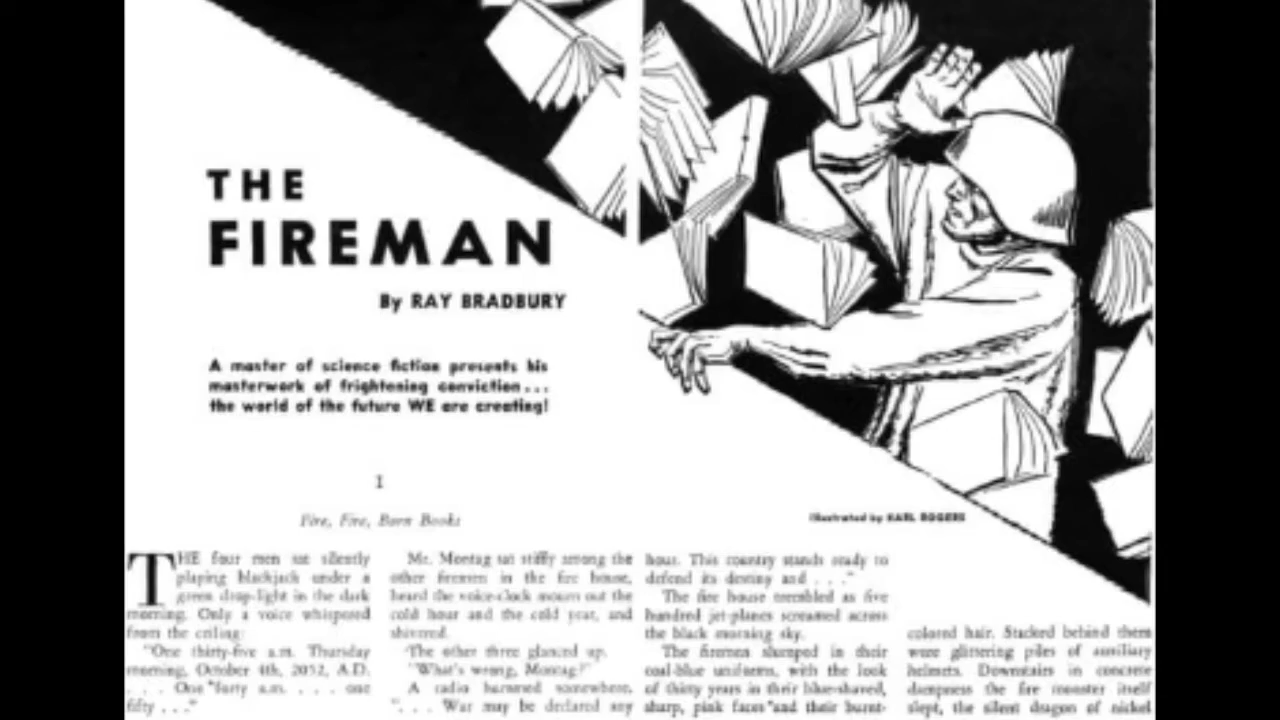 THE
FIREMAN
By RAY BRADBURY
A master of science fiction presents his
masterwork of frightening conviction...
the world of the future WE are creating!
I
Fire, Fire, Burn Books
Illustrated by KARL ROGERS
THE four men sat silently
playing blackjack under a
green drop-light in the dark
morning. Only a voice whispered
from the ceiling:
"One thirty-five a.m. Thursday
morning, October 4th, 2052, A.D.
. . . One forty a.m. . . . one
fifty . . ."
Mr. Montag sat stiffly among the
other firemen in the fire house,
heard the voice-clock mourn out the
cold hour and the cold year, and
shivered.
The other three glanced up.
"What's wrong, Montag?"
A radio hummed somewhere.
". . . War may be declared any
hour. This country stands ready to
defend its destiny and . . ."
The fire house trembled as five
hundred jet-planes screamed across
the black morning sky.
The firemen slumped in their
coal-blue uniforms, with the look
of thirty years in their blue-shaved,
sharp, pink faces and their burnt-
colored hair. Stacked behind them
were glittering piles of auxiliary
helmets. Downstairs in concrete
dampness the fire monster itself
slept, the silent dragon of nickel